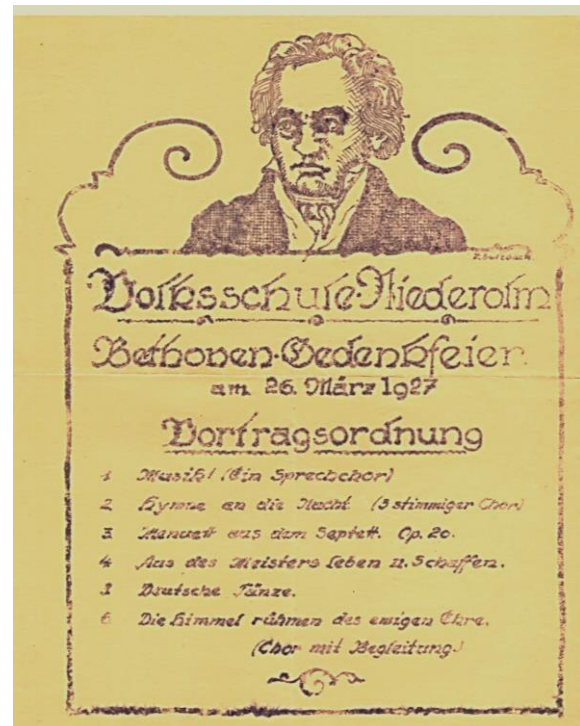 Volksschule-Niederolm
Bethoven-Gedenkfeier
am 26. März 1927
Vortragsordnung
1 Musik! (Ein Sprechchor)
2 Hymne an die Nacht (3 stimmiger Chor)
3 Menuett aus dem Septett. Op. 20.
4 Aus des Meisters Leben u. Schaffen.
5 Deutsche Tänze.
6 Die Himmel rühmen des ewigen Ehre.
(Chor mit Begleitung.)